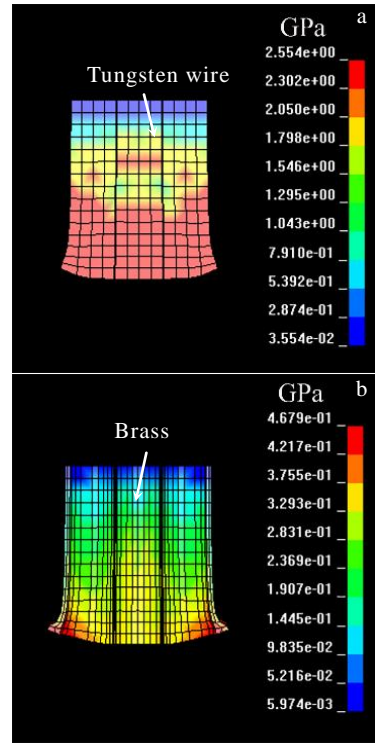 a
GPa
2.554e+00
Tungsten wire
2.302e+00
2.050e+00
1.798e+00
1.546e+00
1.295e+00
1.043e+00
7.910e-01
5.392e-01
2.874e-01
3.554e-02
b
GPa
4.679e-01
Brass
4.217e-01
3.755e-01
3.293e-01
2.831e-01
2.369e-01
1.907e-01
1.445e-01
9.835e-02
5.216e-02
5.974e-03